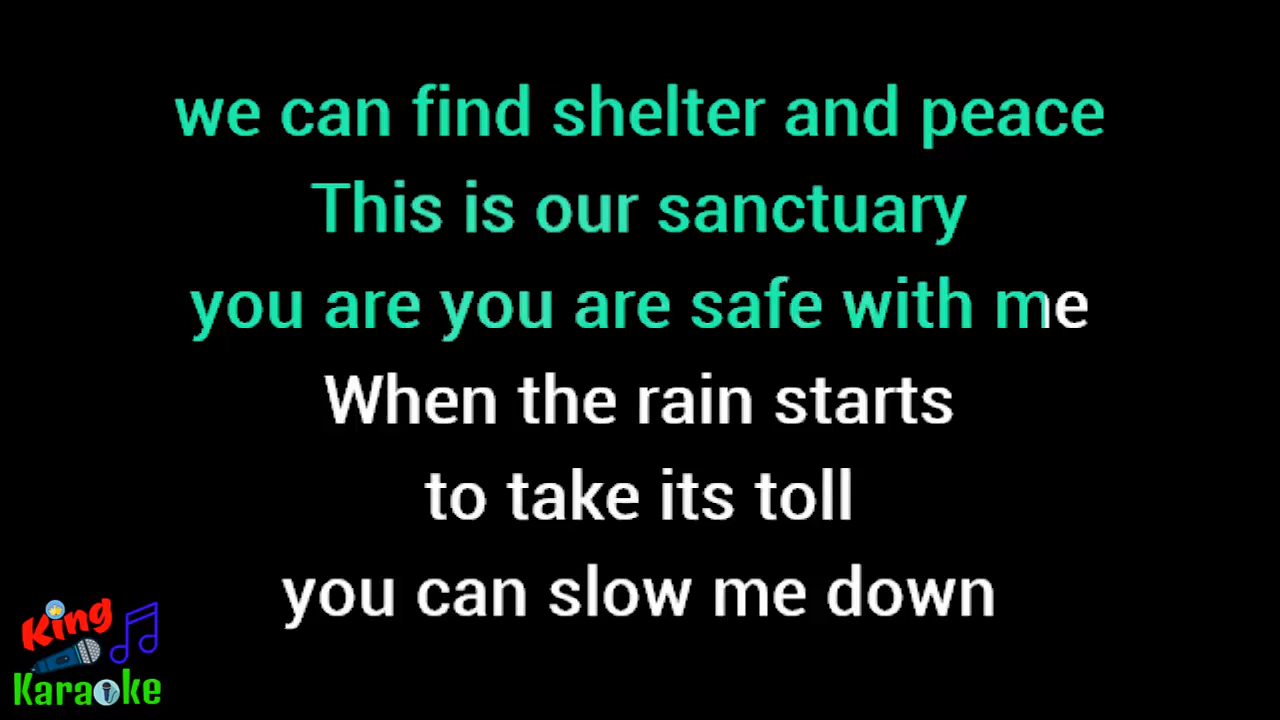 we can find shelter and peace
This is our sanctuary
you are you are safe with me
When the rain starts
to take its toll
you can slow me down
King
Karaoke